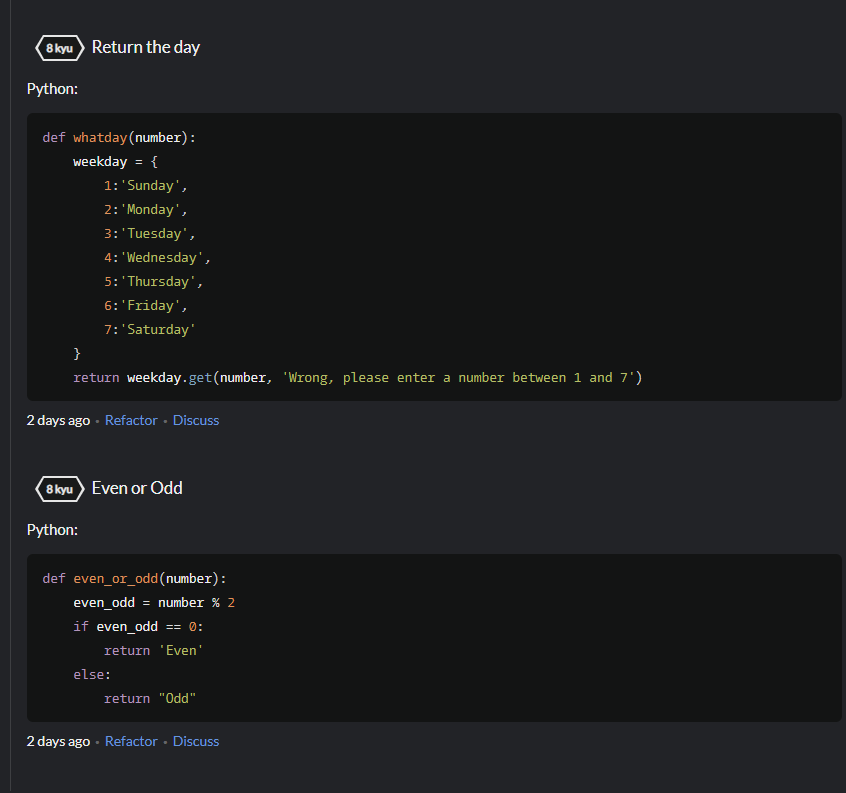 8 kyu Return the day
Python:
def whatday(number):
    weekday = {
        1:'Sunday',
        2:'Monday',
        3:'Tuesday',
        4:'Wednesday',
        5:'Thursday',
        6:'Friday',
        7:'Saturday'
    }
    return weekday.get(number, 'Wrong, please enter a number between 1 and 7')
2 days ago • Refactor • Discuss
8 kyu Even or Odd
Python:
def even_or_odd(number):
    even_odd = number % 2
    if even_odd == 0:
        return 'Even'
    else:
        return "Odd"
2 days ago • Refactor • Discuss